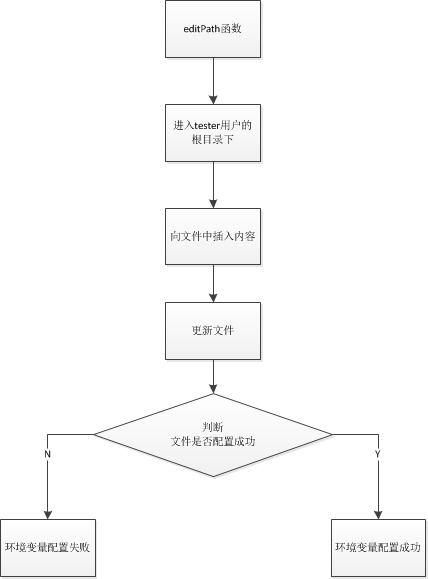 editPath函数
进入tester用户的
根目录下
向文件中插入内容
更新文件
判断
文件是否配置成功
N
Y
环境变量配置失败
环境变量配置成功